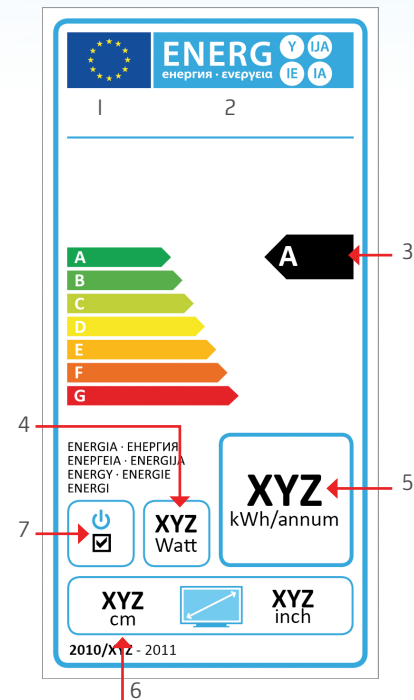 ENERG Y IJA
енергия · ενεργεια IE IA
1 2
A 3
A
B
C
D
E
F
G
4
ENERGIA · ЕНЕРГИЯ
ΕΝΕΡΓΕΙΑ · ENERGIJA
ENERGY · ENERGIE
ENERGI
5
XYZ
kWh/annum
7
XYZ
Watt
XYZ
cm
XYZ
inch
2010/XYZ - 2011
6